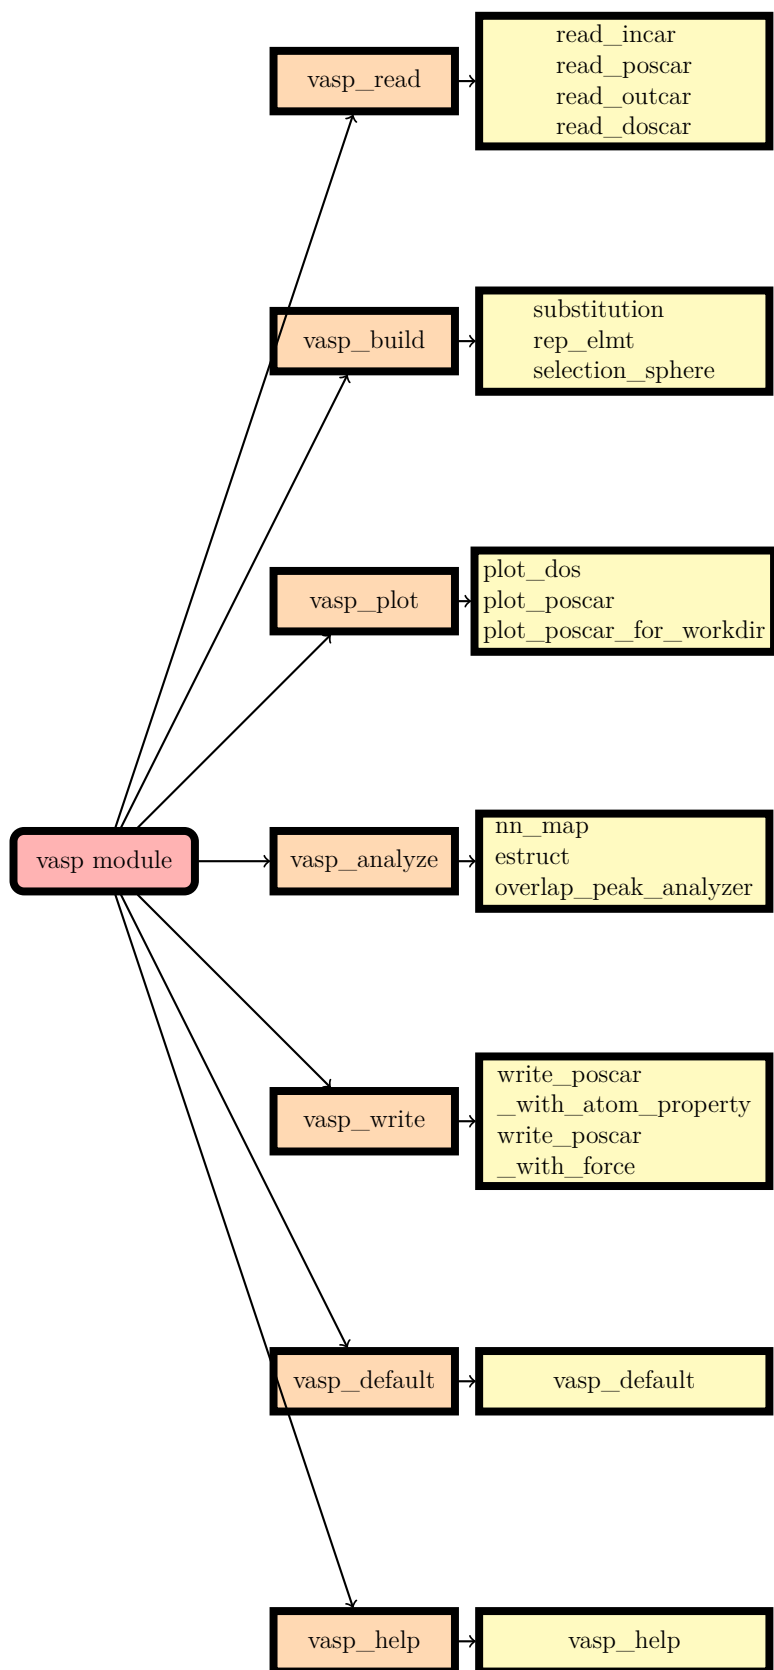 vasp_read
read_incar
read_poscar
read_outcar
read_doscar
vasp_build
substitution
rep_elmt
selection_sphere
vasp_plot
plot_dos
plot_poscar
plot_poscar_for_workdir
vasp module
vasp_analyze
nn_map
estruct
overlap_peak_analyzer
vasp_write
write_poscar
_with_atom_property
write_poscar
_with_force
vasp_default
vasp_default
vasp_help
vasp_help